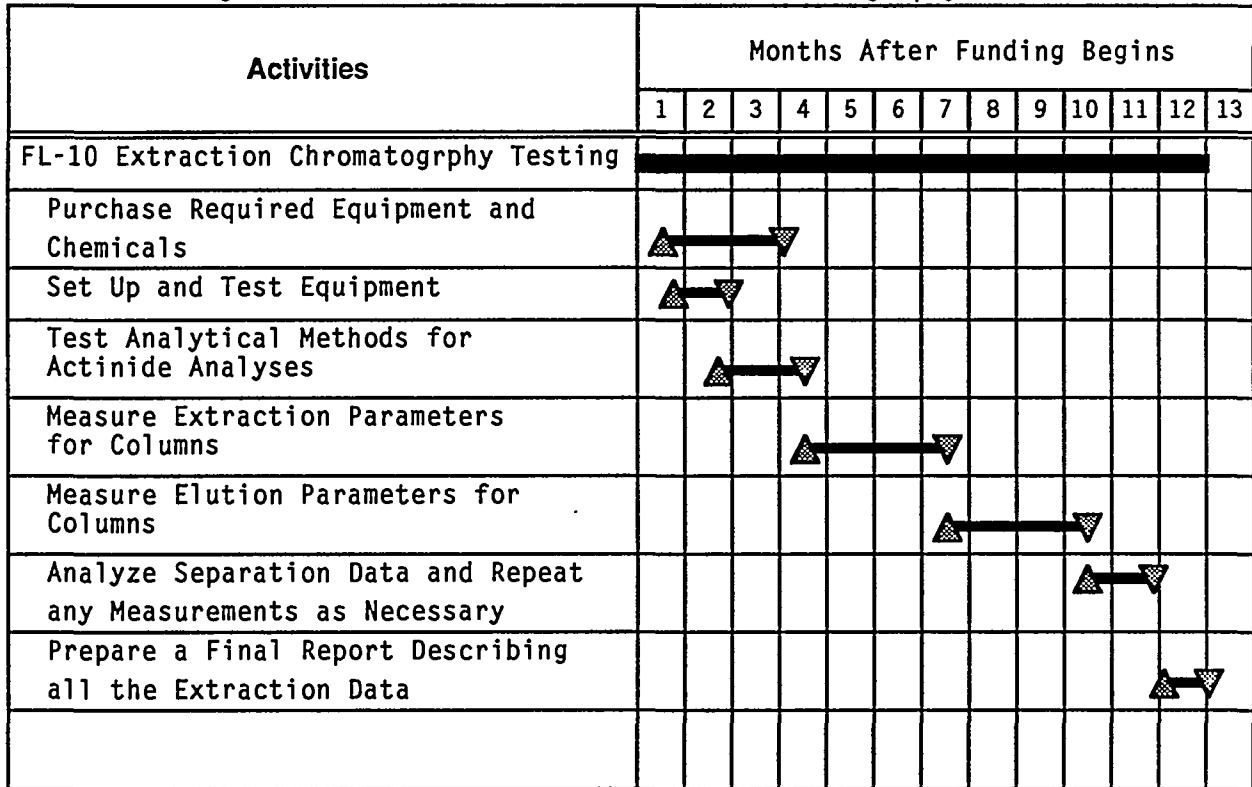 Activities
Months After Funding Begins
1 2 3 4 5 6 7 8 9 10 11 12 13
FL-10 Extraction Chromatogrphy Testing
Purchase Required Equipment and
Chemicals
Set Up and Test Equipment
Test Analytical Methods for
Actinide Analyses
Measure Extraction Parameters
for Columns
Measure Elution Parameters for
Columns
Analyze Separation Data and Repeat
any Measurements as Necessary
Prepare a Final Report Describing
all the Extraction Data